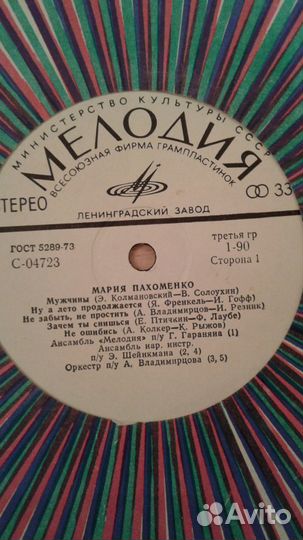 МИНИСТЕРСТВО КУЛЬТУРЫ СССР
МЕЛОДИЯ
ВСЕСОЮЗНАЯ ФИРМА ГРАМПЛАСТИНОК
СТЕРЕО
33
ЛЕНИНГРАДСКИЙ ЗАВОД
ГОСТ 5289-73
третья гр
С-04723
1-90
Сторона 1
МАРИЯ ПАХОМЕНКО
Мужчины (Э. Колмановский—В. Солоухин)
Ну а лето продолжается (Я. Френкель—И. Гофф)
Не забыть, не простить (А. Владимирцов—И. Резник)
Зачем ты снишься (Е. Птичкин—Ф. Лаубе)
Не ошибись (А. Колкер—К. Рыжов)
Ансамбль «Мелодия» п/у Г. Гараняна (1)
Ансамбль нар. инстр.
п/у Э. Шейнкмана (2, 4)
Оркестр п/у А. Владимирцова (3, 5)
Avito